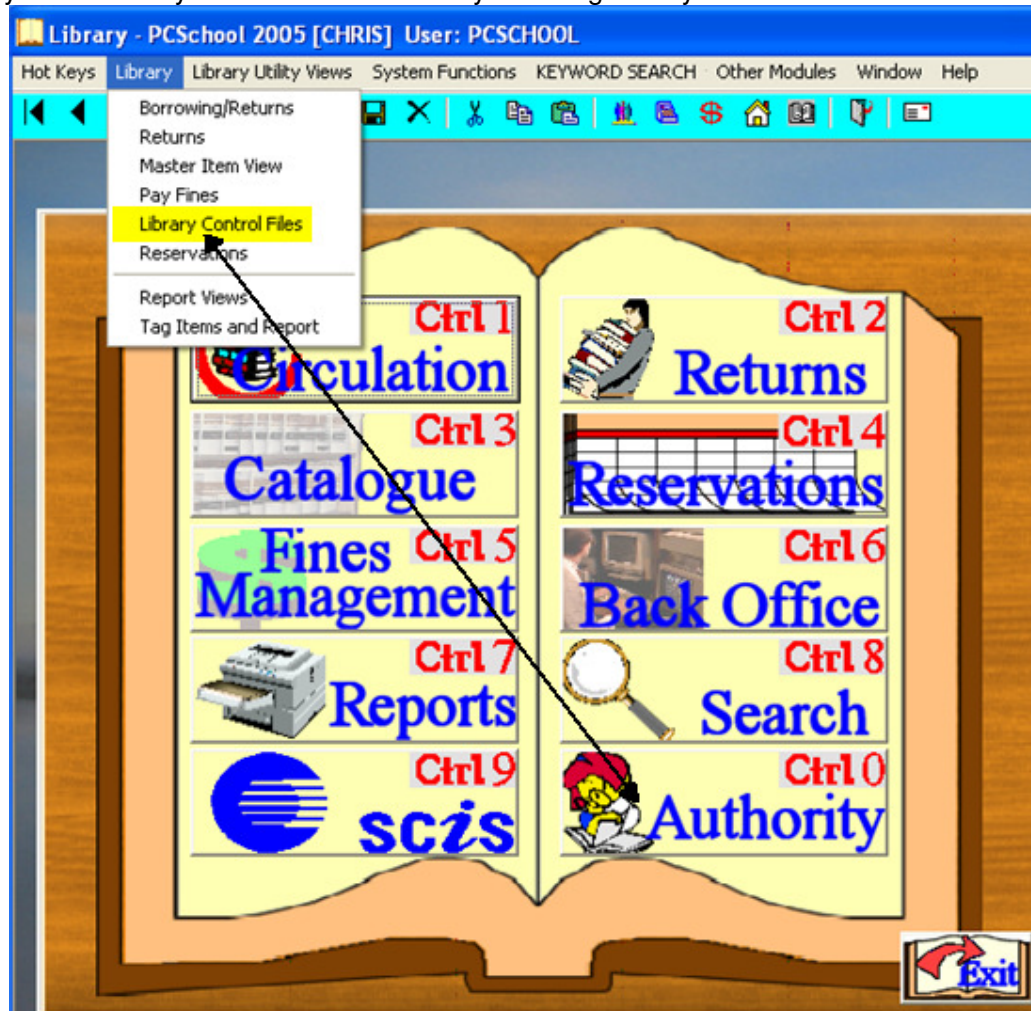 Library - PCSchool 2005 [CHRIS] User: PCSCHOOL
Hot Keys Library Library Utility Views System Functions KEYWORD SEARCH Other Modules Window Help
Borrowing/Returns
Returns
Master Item View
Pay Fines
Library Control Files
Reservations
Report Views
Tag Items and Report
Ctrl 1
Circulation
Ctrl 2
Returns
Ctrl 3
Catalogue
Ctrl 4
Reservations
Ctrl 5
Fines
Management
Ctrl 6
Back Office
Ctrl 7
Reports
Ctrl 8
Search
Ctrl 9
scis
Ctrl 0
Authority
Exit